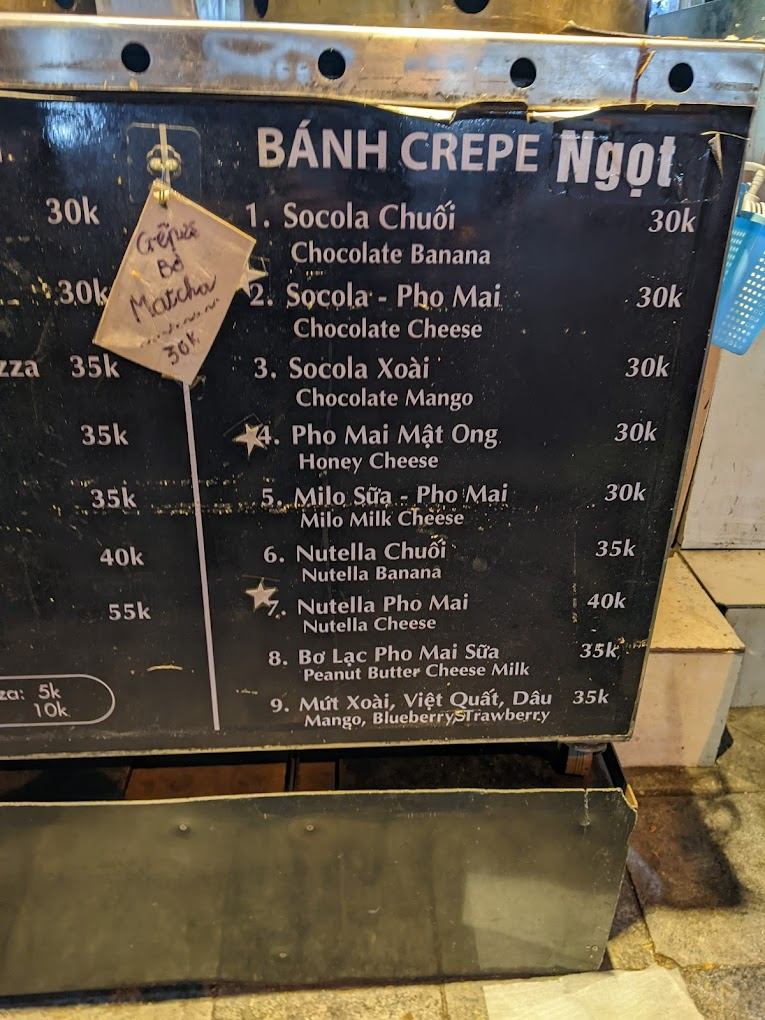 30k
30k
zza 35k
35k
35k
40k
55k
za: 5k
10k
Bơ
Matcha
30k
BÁNH CREPE Ngọt
1. Socola Chuối 30k
Chocolate Banana
2. Socola - Pho Mai 30k
Chocolate Cheese
3. Socola Xoài 30k
Chocolate Mango
4. Pho Mai Mật Ong 30k
Honey Cheese
5. Milo Sữa - Pho Mai 30k
Milo Milk Cheese
6. Nutella Chuối 35k
Nutella Banana
7. Nutella Pho Mai 40k
Nutella Cheese
8. Bơ Lạc Pho Mai Sữa 35k
Peanut Butter Cheese Milk
9. Mứt Xoài, Việt Quất, Dâu 35k
Mango, Blueberry,STrawberry